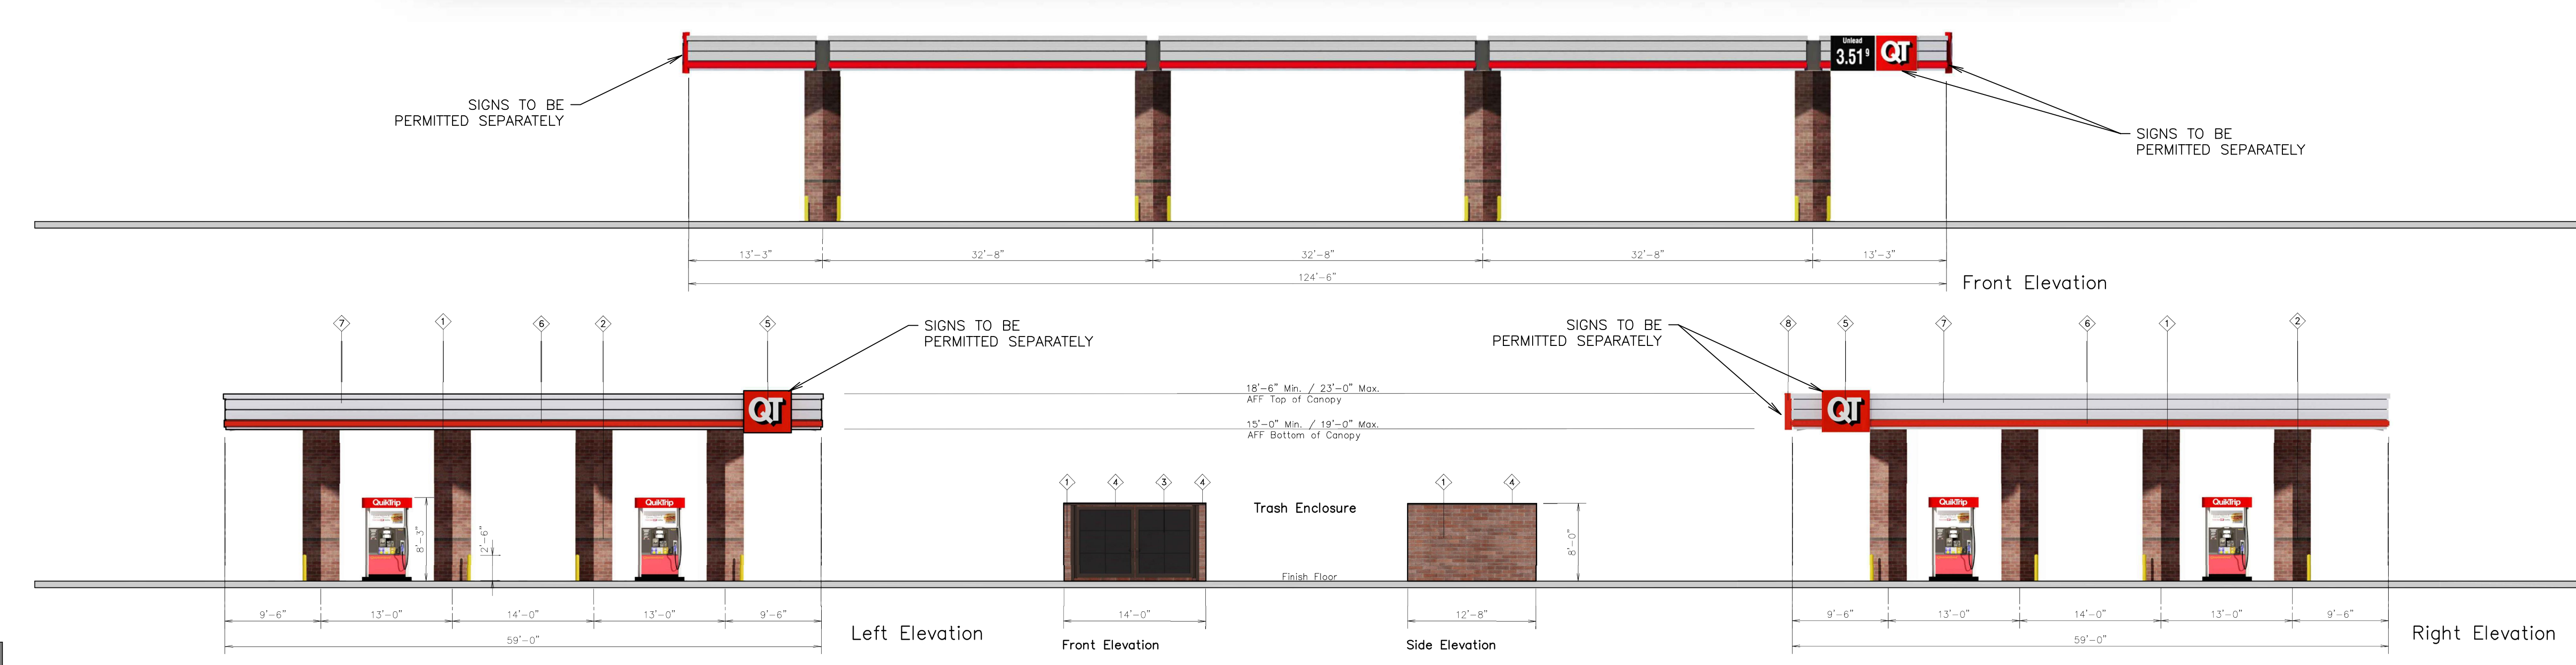 Unlead
3.51 9
QT
SIGNS TO BE
PERMITTED SEPARATELY
SIGNS TO BE
PERMITTED SEPARATELY
13'-3"
32'-8"
32'-8"
32'-8"
13'-3"
124'-6"
Front Elevation
7
1
6
2
5
SIGNS TO BE
PERMITTED SEPARATELY
SIGNS TO BE
PERMITTED SEPARATELY
8
5
7
6
1
2
QT
18'-6" Min. / 23'-0" Max.
AFF Top of Canopy
15'-0" Min. / 19'-0" Max.
AFF Bottom of Canopy
QT
QuikTrip
8'-3"
2'-6"
QuikTrip
1
4
3
4
Trash Enclosure
1
4
8'-0"
QuikTrip
QuikTrip
Finish Floor
9'-6"
13'-0"
14'-0"
13'-0"
9'-6"
59'-0"
Left Elevation
14'-0"
Front Elevation
12'-8"
Side Elevation
9'-6"
13'-0"
14'-0"
13'-0"
9'-6"
59'-0"
Right Elevation